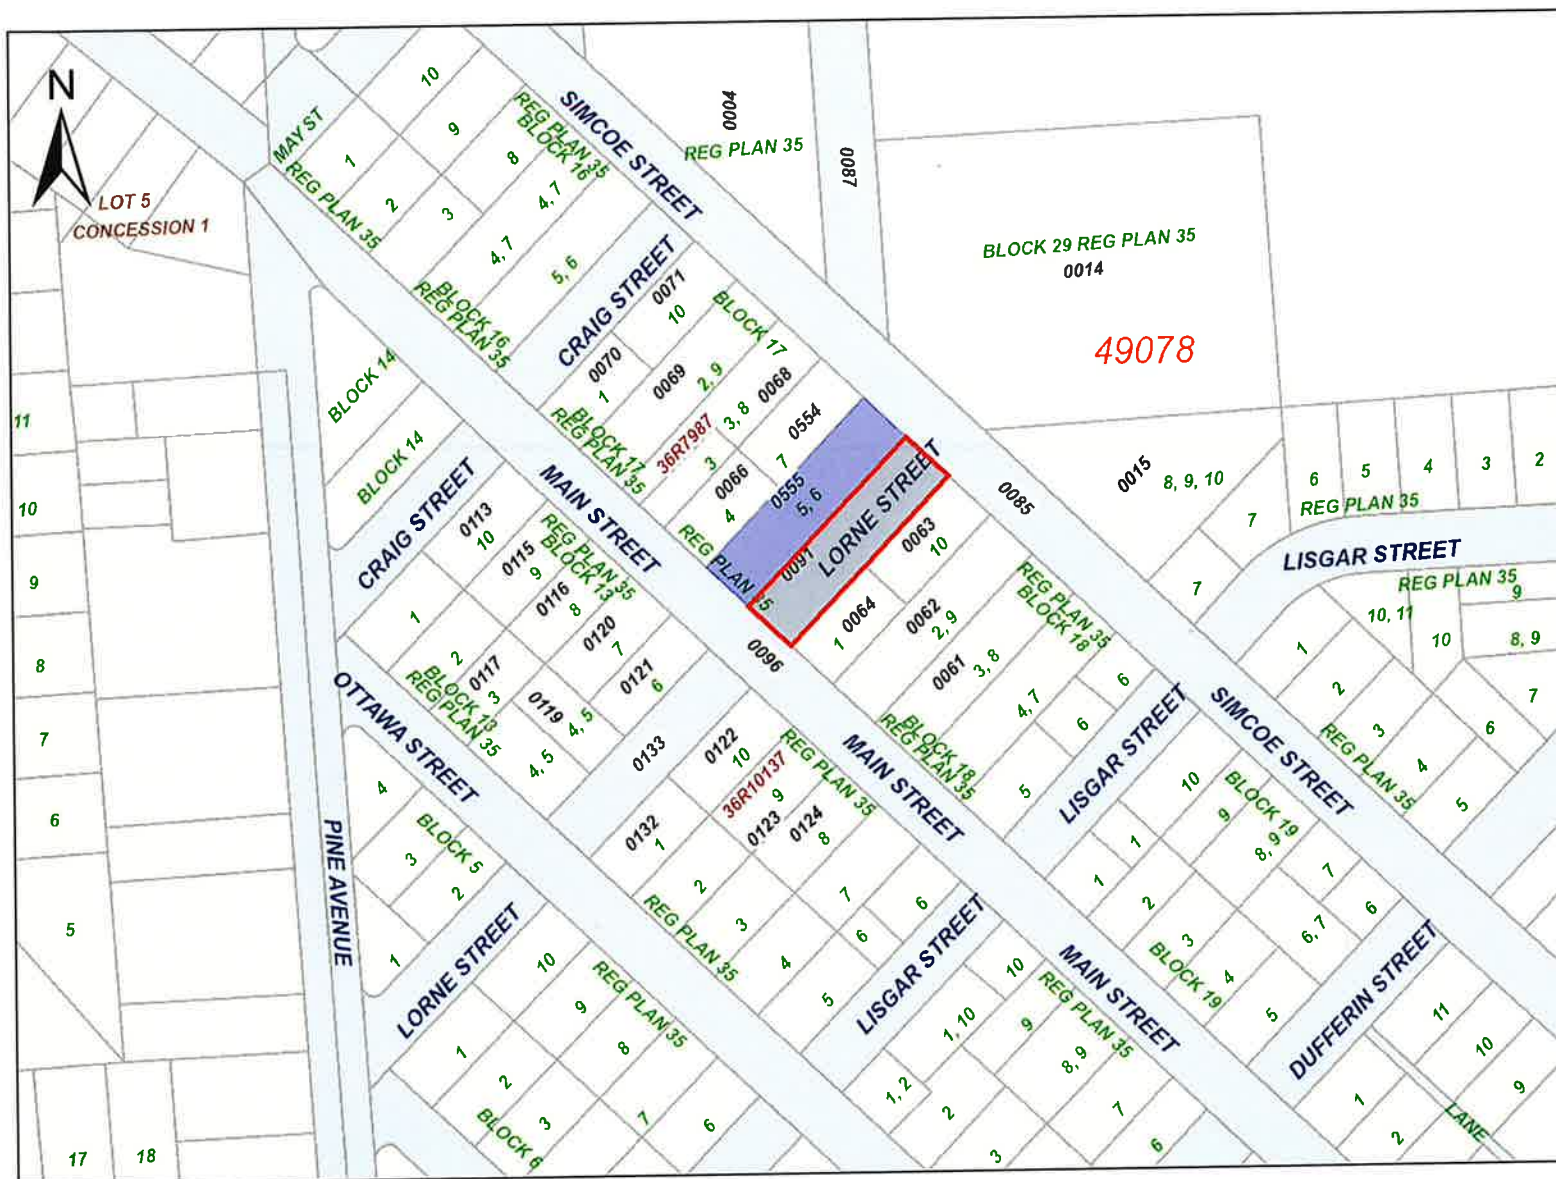 N
LOT 5
CONCESSION 1
MAY ST
REG PLAN 35
1
2
3
10
9
8
REG PLAN 35
BLOCK 16
4, 7
4, 7
5, 6
BLOCK 16
REG PLAN 35
SIMCOE STREET
0004
REG PLAN 35
0087
BLOCK 29 REG PLAN 35
0014
49078
CRAIG STREET
0071
10
BLOCK 17
0070
1
0069
2, 9
3, 8
0068
BLOCK 17
REG PLAN 35
36R7987
3
0066
4
0554
7
0555
5, 6
REG PLAN 35
0091
LORNE STREET
0063
10
0064
1
0062
2, 9
0061
3, 8
REG PLAN 35
BLOCK 18
4, 7
6
6
5
BLOCK 18
REG PLAN 35
0085
0015
8, 9, 10
7
7
6
5
4
3
2
REG PLAN 35
LISGAR STREET
REG PLAN 35
9
10, 11
10
8, 9
7
6
1
2
3
4
5
REG PLAN 35
BLOCK 14
BLOCK 14
CRAIG STREET
MAIN STREET
0096
0113
10
0115
9
REG PLAN 35
BLOCK 13
0116
8
0120
7
0121
6
1
2
0117
3
0119
4, 5
4, 5
BLOCK 13
REG PLAN 35
0133
OTTAWA STREET
PINE AVENUE
11
10
9
8
7
6
5
17
18
4
BLOCK 5
3
2
1
LORNE STREET
0122
10
REG PLAN 35
36R10137
9
0123
0124
8
0132
1
2
3
4
5
6
6
7
REG PLAN 35
MAIN STREET
LISGAR STREET
SIMCOE STREET
10
BLOCK 19
9
8, 9
7
6
6, 7
1
1
2
3
4
5
BLOCK 19
DUFFERIN STREET
LISGAR STREET
MAIN STREET
10
REG PLAN 35
1, 10
9
8, 9
7
6
1, 2
2
3
10
9
REG PLAN 35
8
7
6
1
2
3
BLOCK 6
11
10
9
1
2
LANE